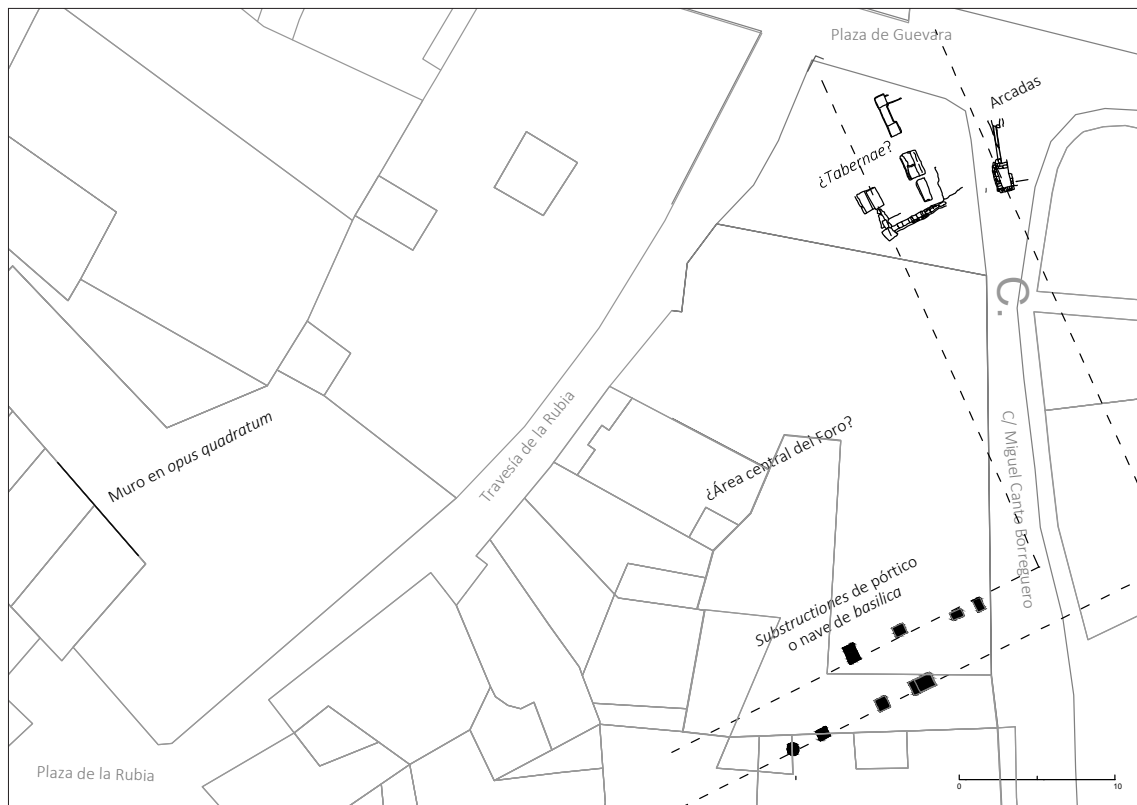 Plaza de Guevara
Arcadas
¿Tabernae?
C.
Travesía de la Rubia
Muro en opus quadratum
¿Área central del Foro?
C/ Miguel Canto Borreguero
Substructiones de pórtico
o nave de basilica
Plaza de la Rubia
0 10